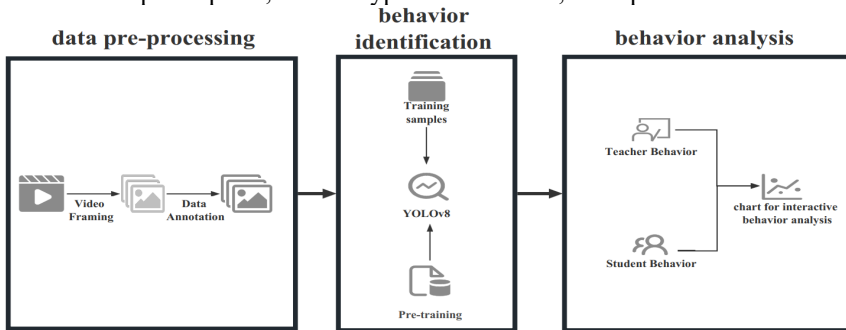 data pre-processing
behavior
identification
behavior analysis
Video
Framing
Data
Annotation
Training
samples
YOLOv8
Pre-training
Teacher Behavior
Student Behavior
chart for interactive
behavior analysis